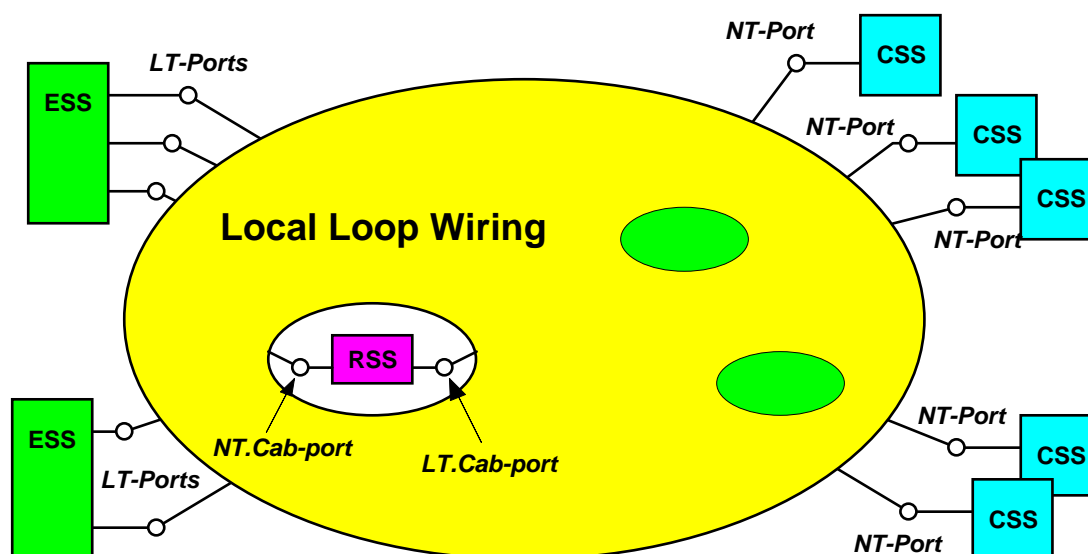 NT-Port
CSS
LT-Ports
ESS
NT-Port
CSS
CSS
NT-Port
Local Loop Wiring
RSS
NT.Cab-port
LT.Cab-port
ESS
LT-Ports
NT-Port
CSS
CSS
NT-Port